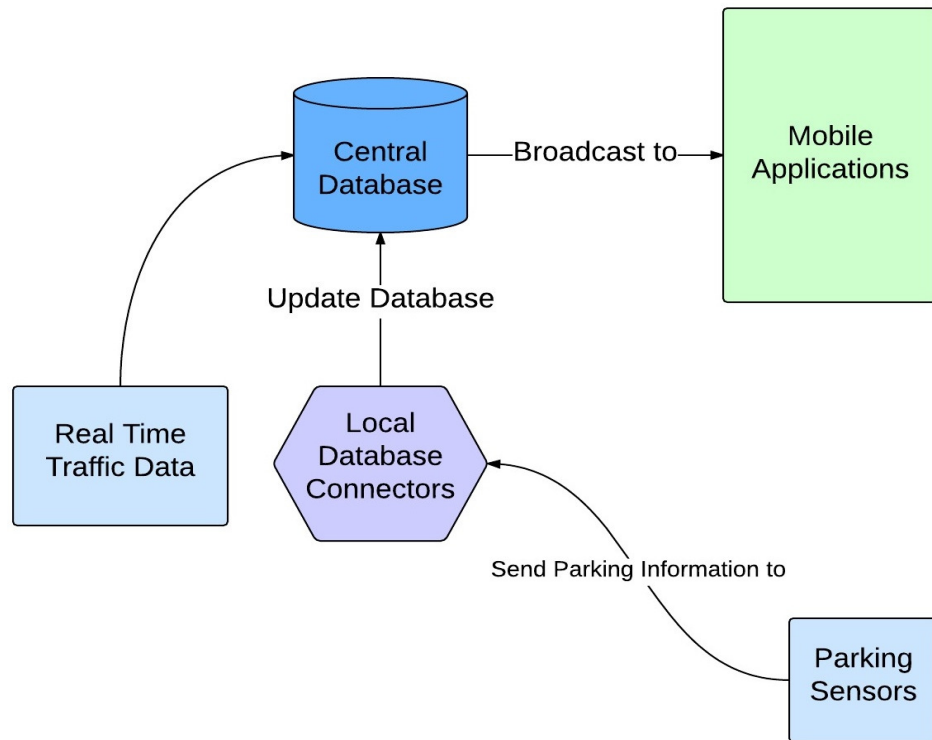 Central
Database
Broadcast to
Mobile
Applications
Update Database
Real Time
Traffic Data
Local
Database
Connectors
Send Parking Information to
Parking
Sensors